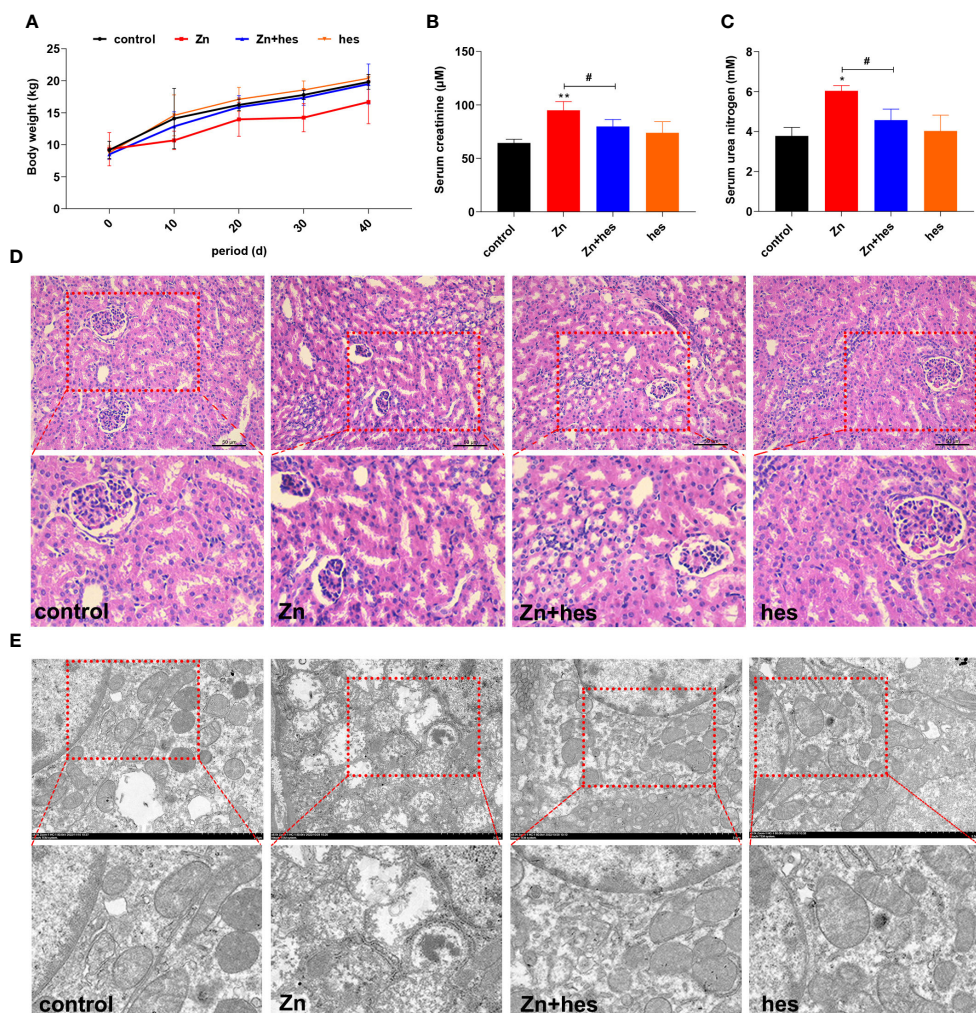 A
control Zn Zn+hes hes
Body weight (kg)
25
20
15
10
5
0
0 10 20 30 40
period (d)
B
Serum creatinine (μM)
150
100
50
0
**
#
control Zn Zn+hes hes
C
Serum urea nitrogen (mM)
8
6
4
2
0
*
#
control Zn Zn+hes hes
D
50 μm
control Zn Zn+hes hes
E
control Zn Zn+hes hes